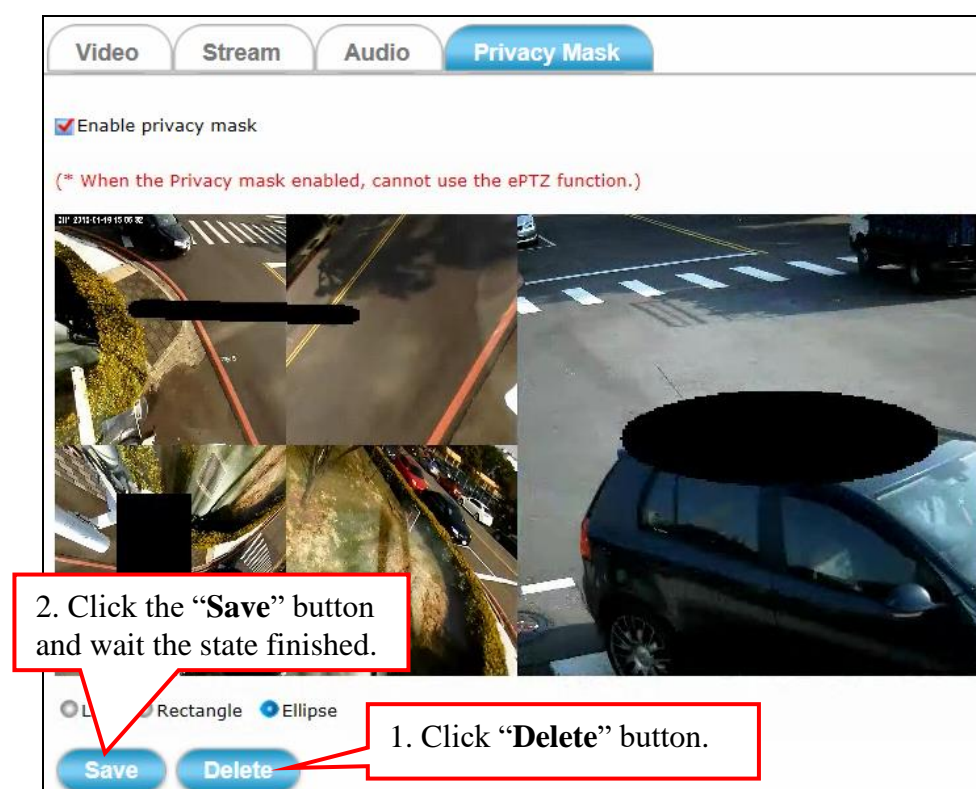 Video Stream Audio Privacy Mask
Enable privacy mask
(* When the Privacy mask enabled, cannot use the ePTZ function.)
2. Click the “Save” button
and wait the state finished.
Rectangle Ellipse
1. Click “Delete” button.
Save Delete